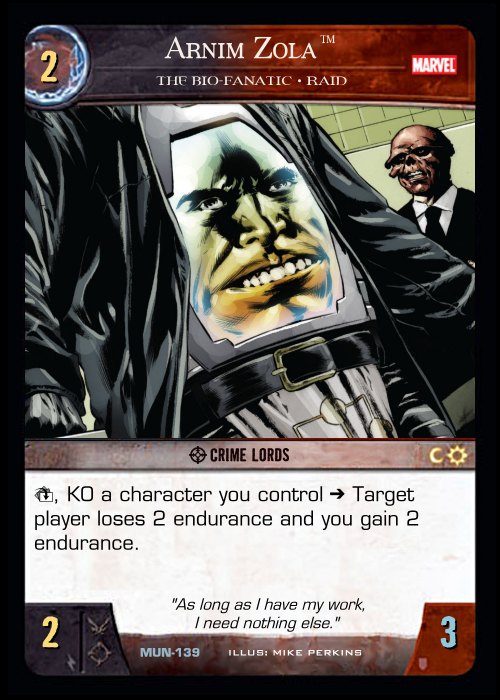 2
ARNIM ZOLA™
THE BIO-FANATIC • RAID
MARVEL
CRIME LORDS
, KO a character you control ➔ Target
player loses 2 endurance and you gain 2
endurance.
"As long as I have my work,
I need nothing else."
2
MUN-139
ILLUS: MIKE PERKINS
3